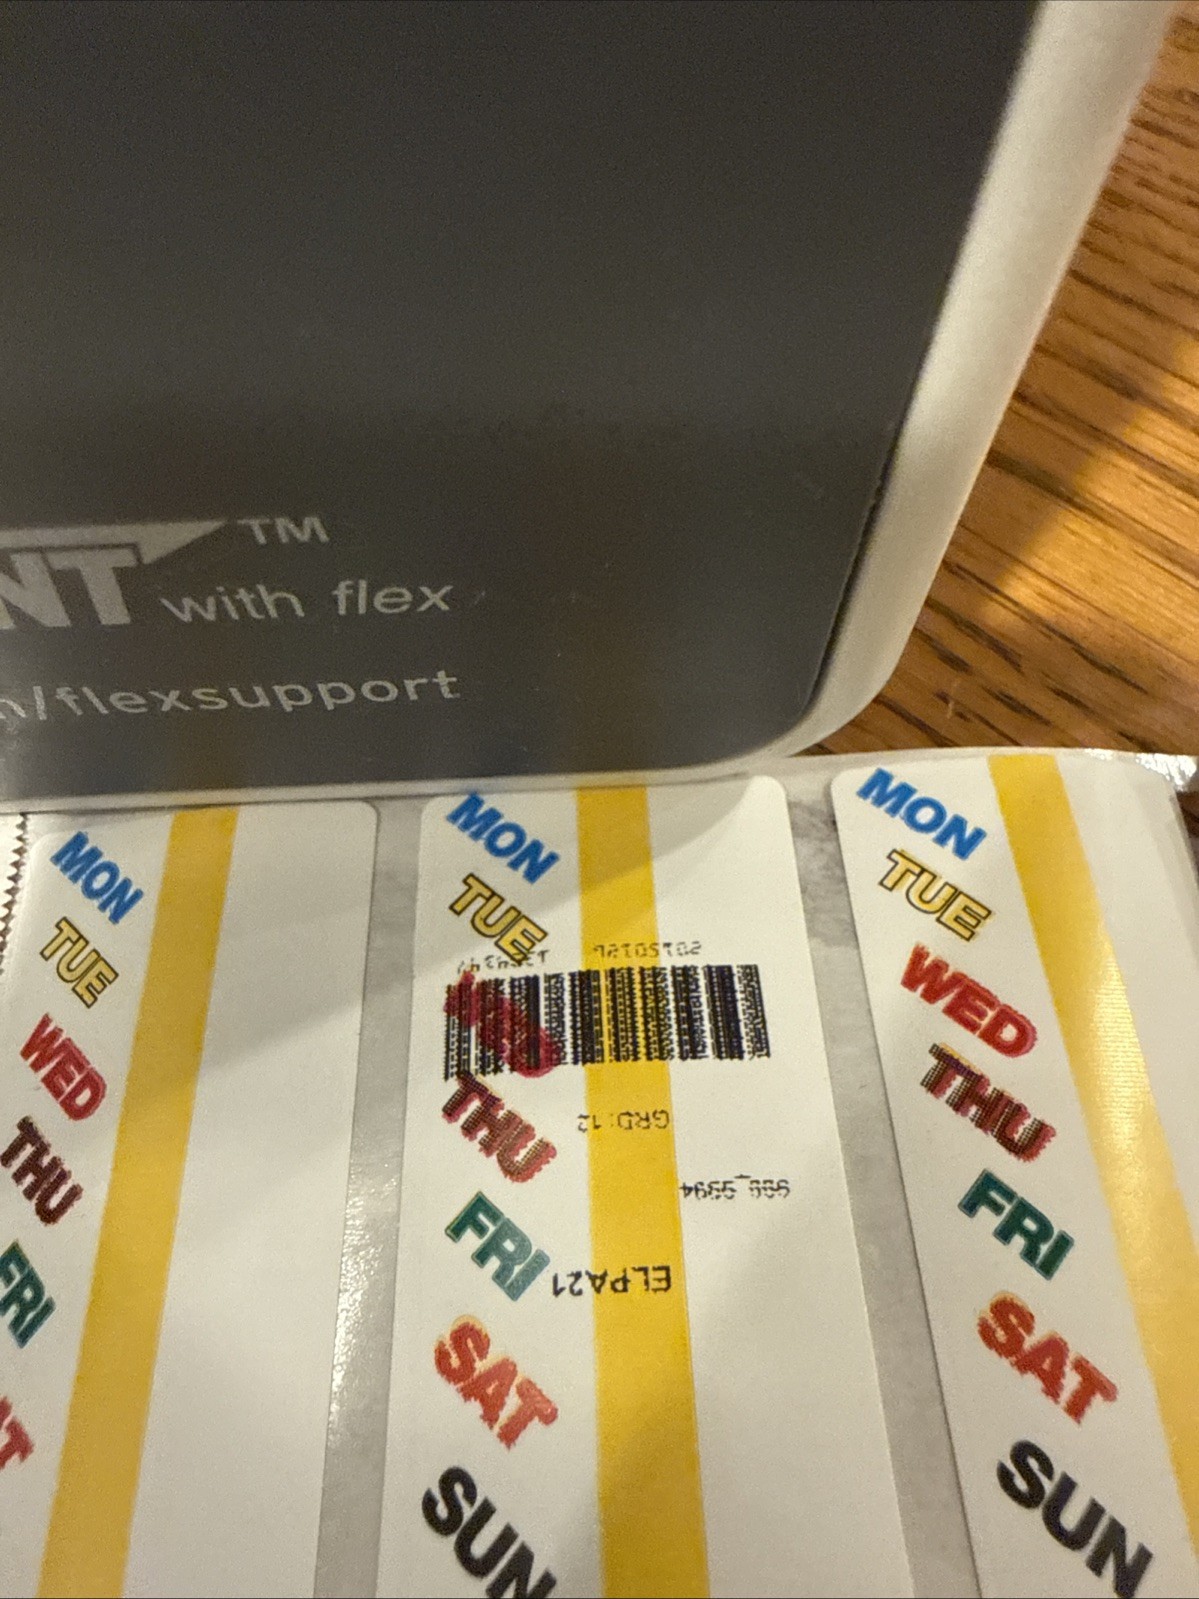 NT™ with flex
/flexsupport
MON
TUE
WED
THU
FRI
MON
TUE
THU
FRI
SAT
SUN
GRD:12
ELPA21
MON
TUE
WED
THU
FRI
SAT
SUN